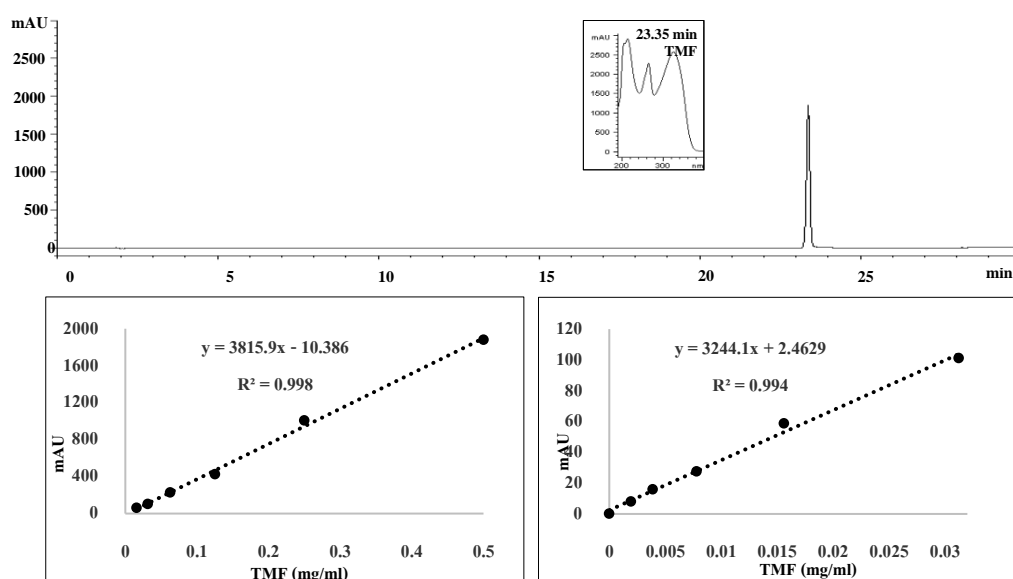 mAU
2500
2000
1500
1000
500
0
0 5 10 15 20 25 min
23.35 min
TMF
mAU
3000
2500
2000
1500
1000
500
0
200 300 nm
2000
1600
1200
800
400
0
mAU
y = 3815.9x - 10.386
R² = 0.998
0 0.1 0.2 0.3 0.4 0.5
TMF (mg/ml)
120
100
80
60
40
20
0
mAU
y = 3244.1x + 2.4629
R² = 0.994
0 0.005 0.01 0.015 0.02 0.025 0.03
TMF (mg/ml)